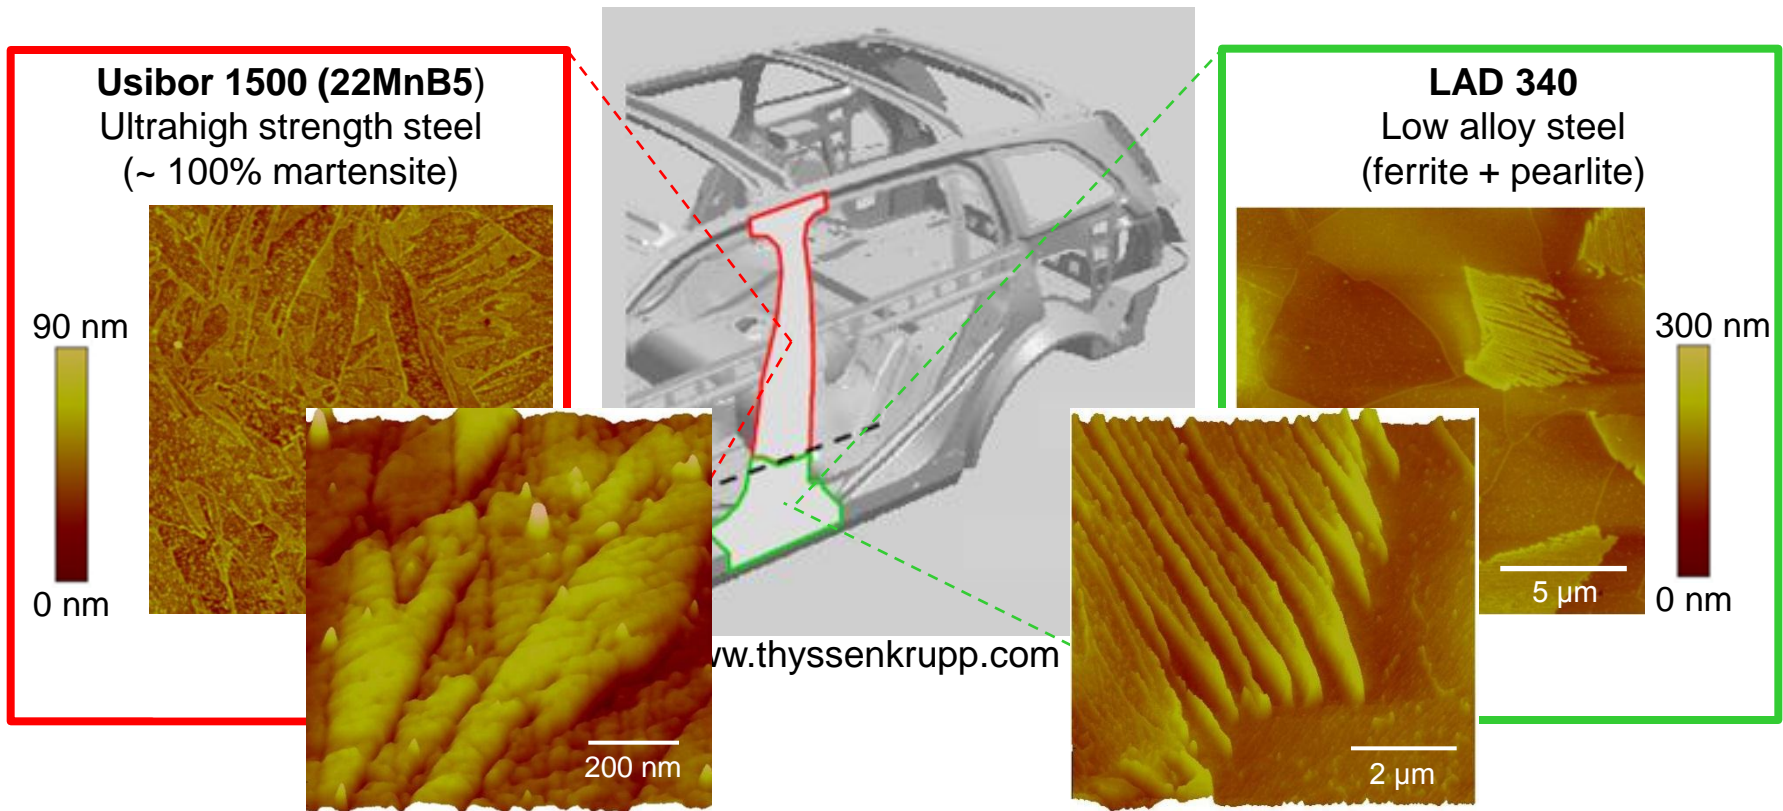 Usibor 1500 (22MnB5)
Ultrahigh strength steel
(~ 100% martensite)
90 nm
0 nm
200 nm
LAD 340
Low alloy steel
(ferrite + pearlite)
300 nm
0 nm
5 µm
2 µm
w.thyssenkrupp.com